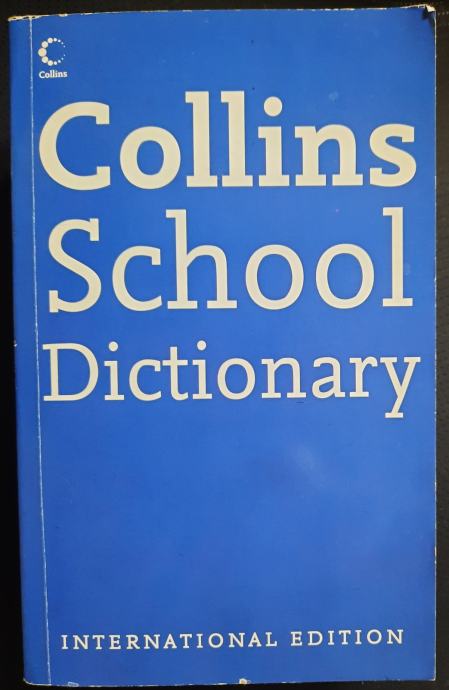 Collins
Collins
School
Dictionary
INTERNATIONAL EDITION